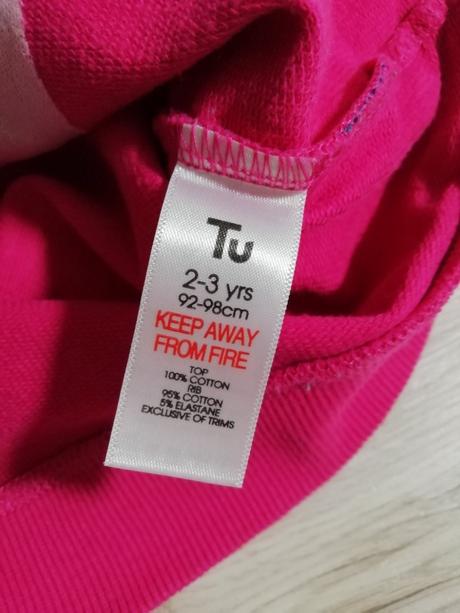 Tu
2-3 yrs
92-98cm
KEEP AWAY
FROM FIRE
TOP
100% COTTON
RIB
95% COTTON
5% ELASTANE
EXCLUSIVE OF TRIMS